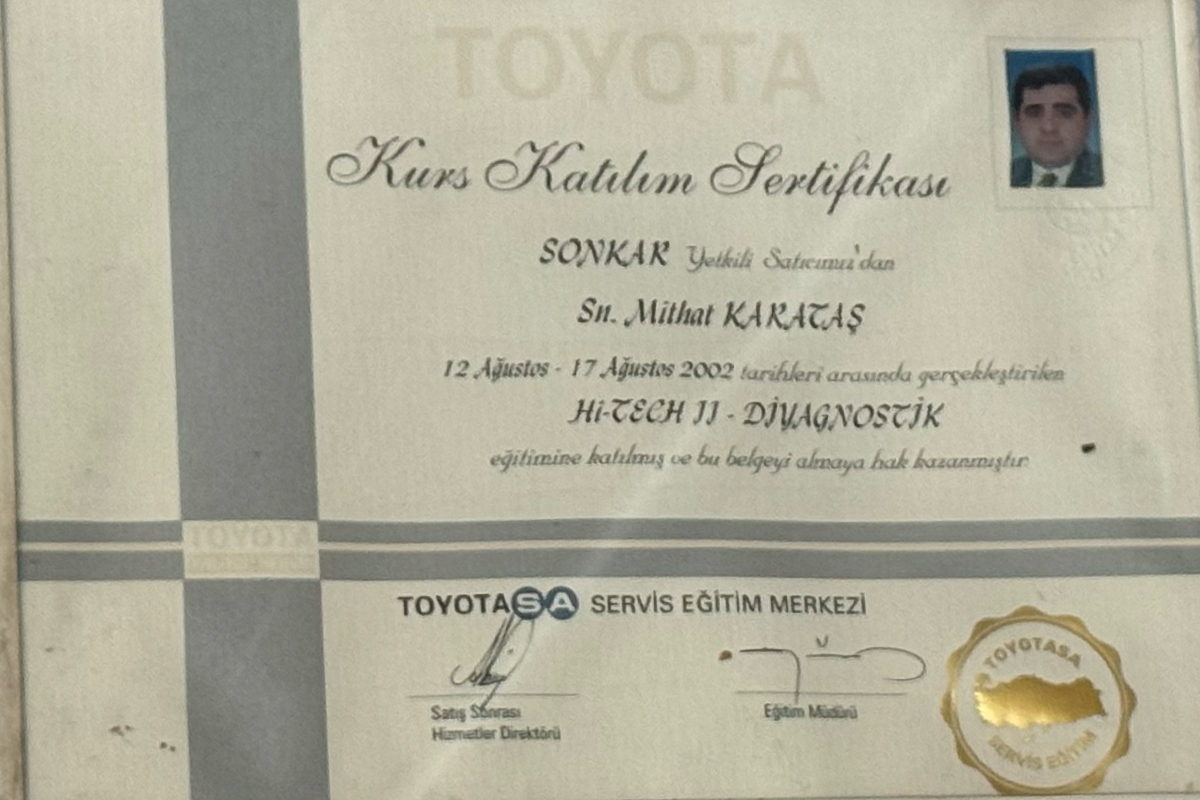 TOYOTA
Kurs Katılım Sertifikası
SONKAR Yetkili Satıcımız'dan
Sn. Mithat KARATAŞ
12 Ağustos - 17 Ağustos 2002 tarihleri arasında gerçekleştirilen
Hi-TECH II - DİYAGNOSTİK
eğitimine katılmış ve bu belgeyi almaya hak kazanmıştır.
TOYOTA
TOYOTASA SERVİS EĞİTİM MERKEZİ
Satış Sonrası
Hizmetler Direktörü
Eğitim Müdürü
TOYOTASA
SERVİS EĞİTİM